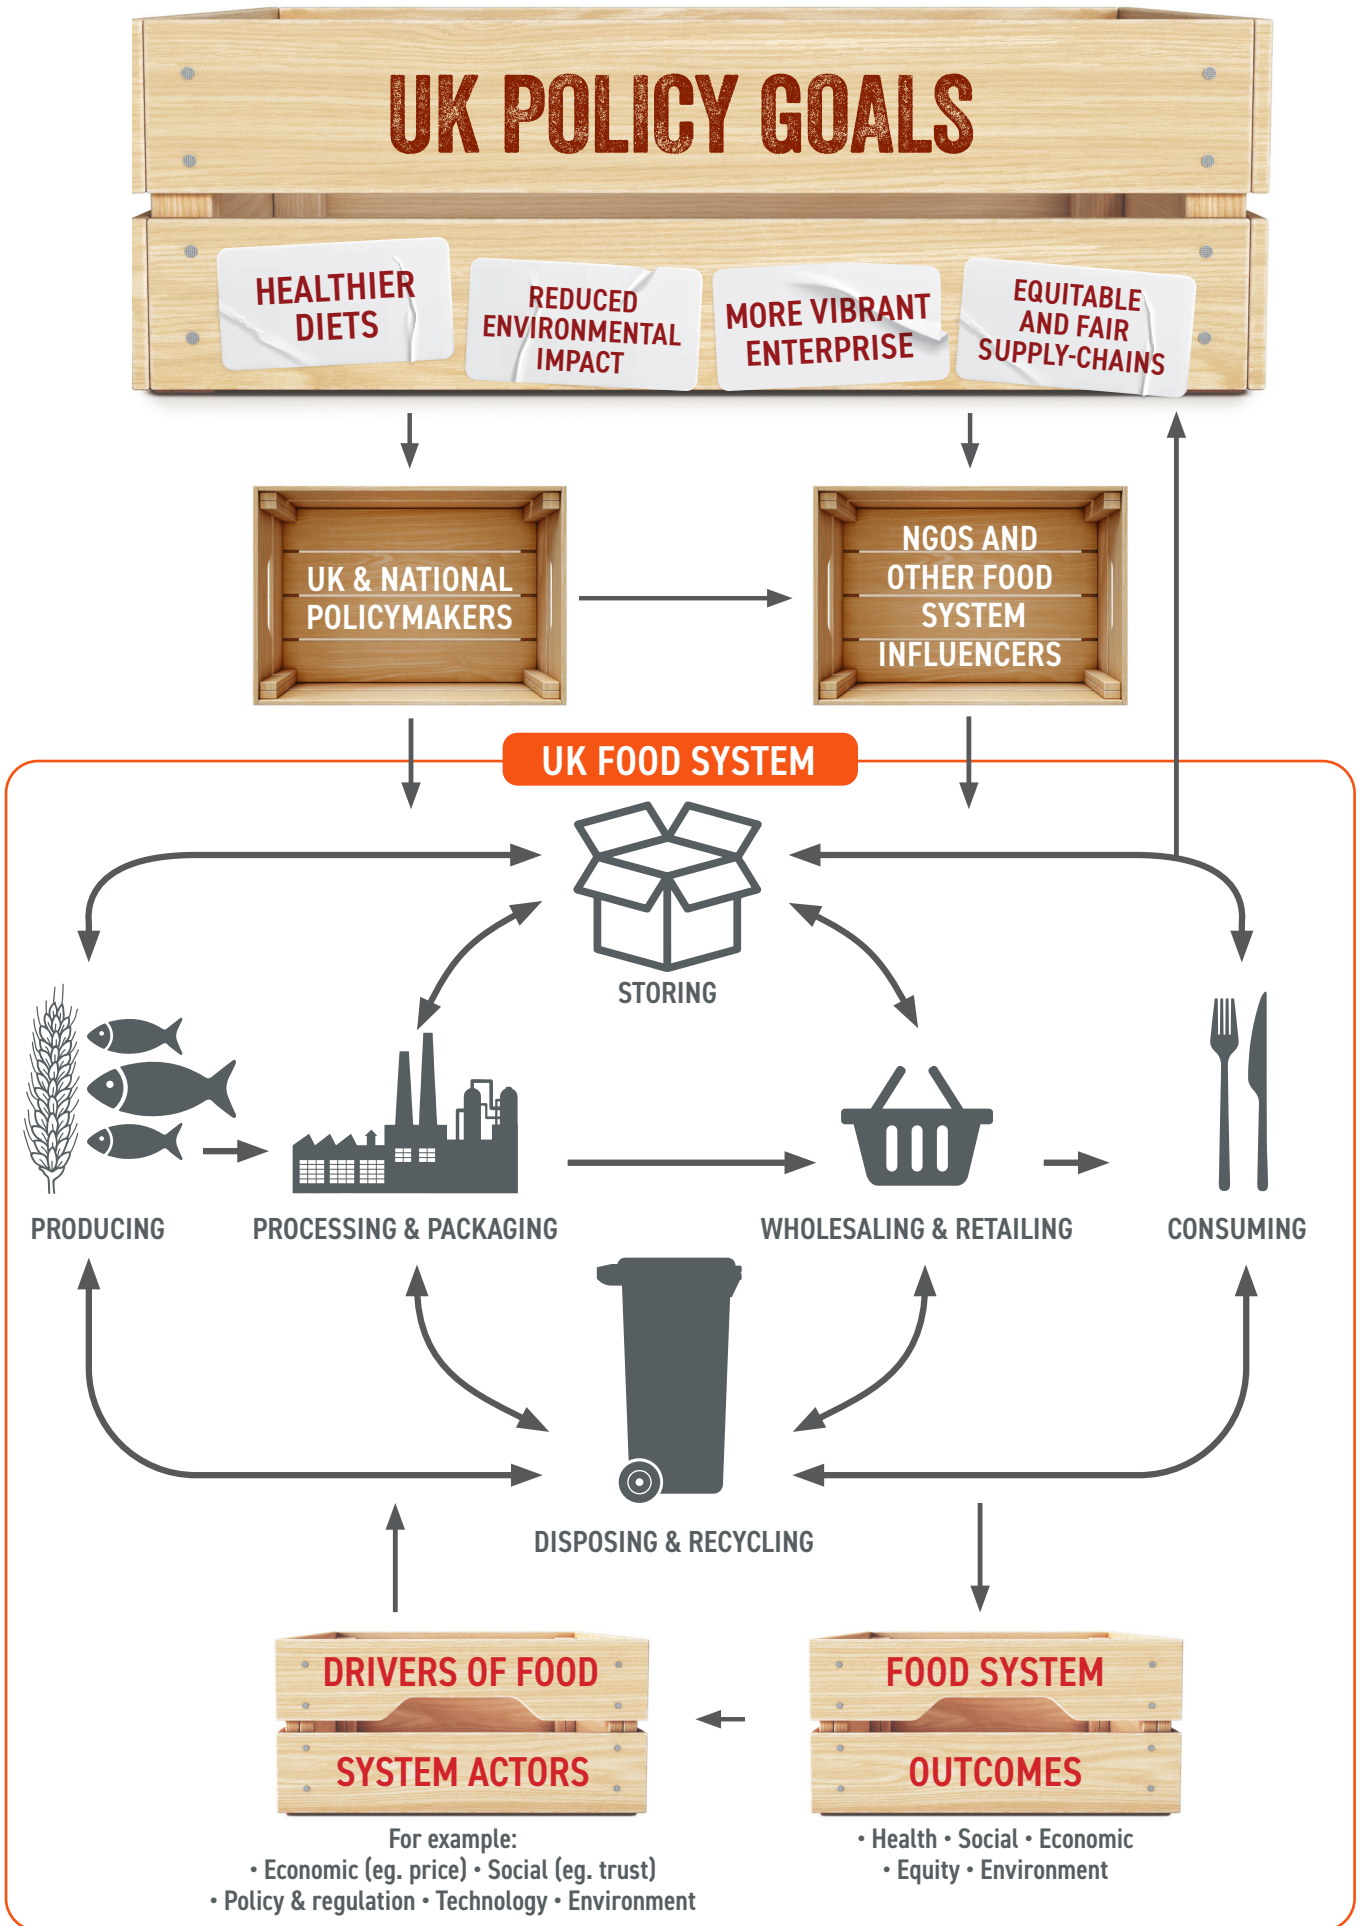 UK POLICY GOALS
HEALTHIER
DIETS
REDUCED
ENVIRONMENTAL
IMPACT
MORE VIBRANT
ENTERPRISE
EQUITABLE
AND FAIR
SUPPLY-CHAINS
UK & NATIONAL
POLICYMAKERS
NGOS AND
OTHER FOOD
SYSTEM
INFLUENCERS
UK FOOD SYSTEM
STORING
PRODUCING
PROCESSING & PACKAGING
WHOLESALING & RETAILING
CONSUMING
DISPOSING & RECYCLING
DRIVERS OF FOOD
SYSTEM ACTORS
For example:
• Economic (eg. price) • Social (eg. trust)
• Policy & regulation • Technology • Environment
FOOD SYSTEM
OUTCOMES
• Health • Social • Economic
• Equity • Environment